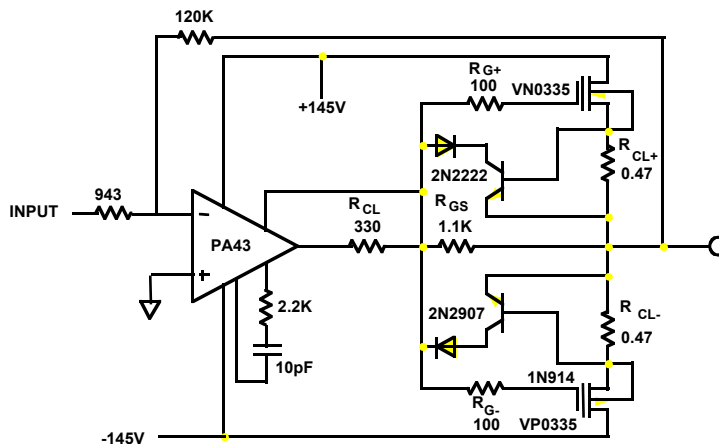 120K
R G+
100
VN0335
+145V
R CL+
0.47
943
2N2222
INPUT
R CL
330
R GS
1.1K
–
PA43
+
2N2907
2.2K
R CL-
0.47
10pF
1N914
R G-
100
VP0335
-145V